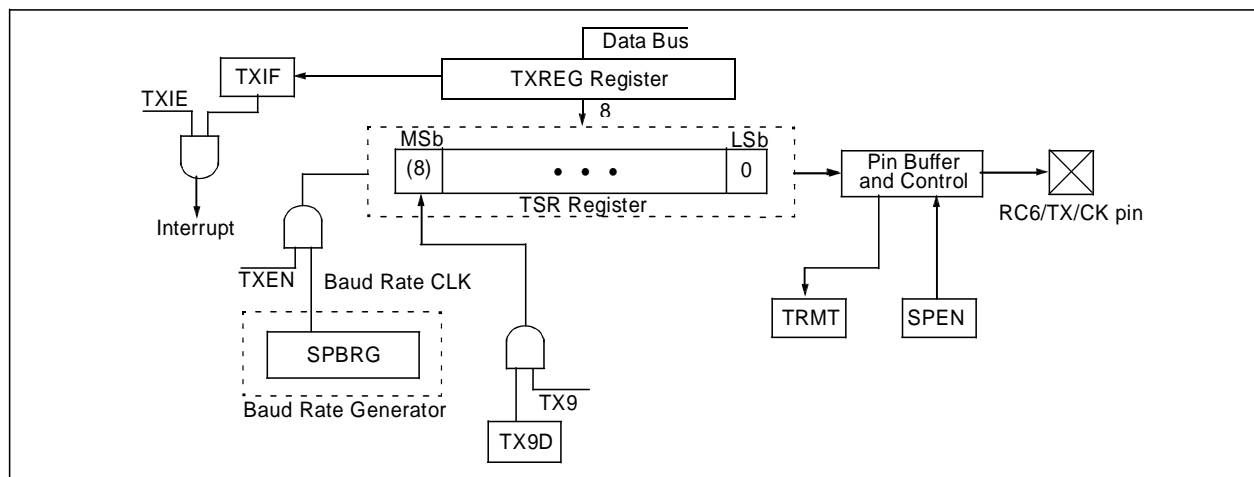 Data Bus
TXIF
TXREG Register
TXIE
8
MSb
LSb
(8)
• • •
0
Pin Buffer
and Control
TSR Register
RC6/TX/CK pin
Interrupt
TXEN
Baud Rate CLK
TRMT
SPEN
SPBRG
TX9
Baud Rate Generator
TX9D